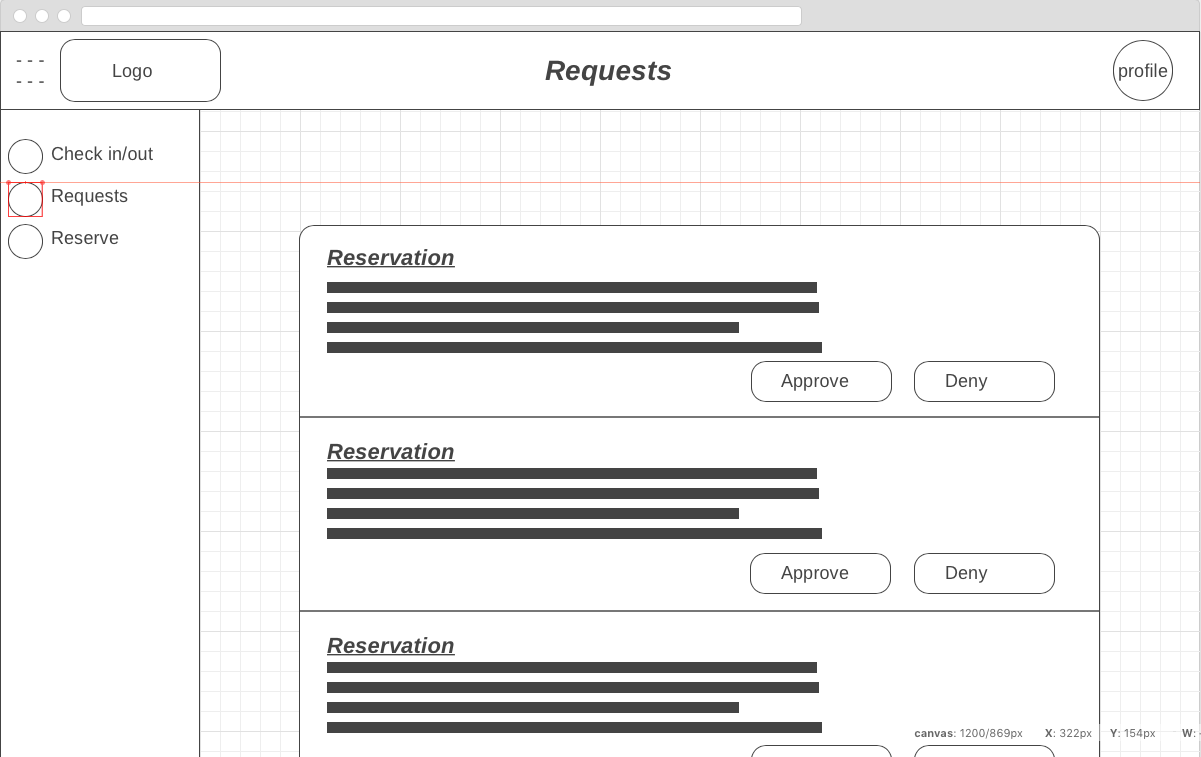 - - -
- - -
Logo
Requests
profile
Check in/out
Requests
Reserve
Reservation
Approve
Deny
Reservation
Approve
Deny
Reservation
canvas: 1200/869px X: 322px Y: 154px W: